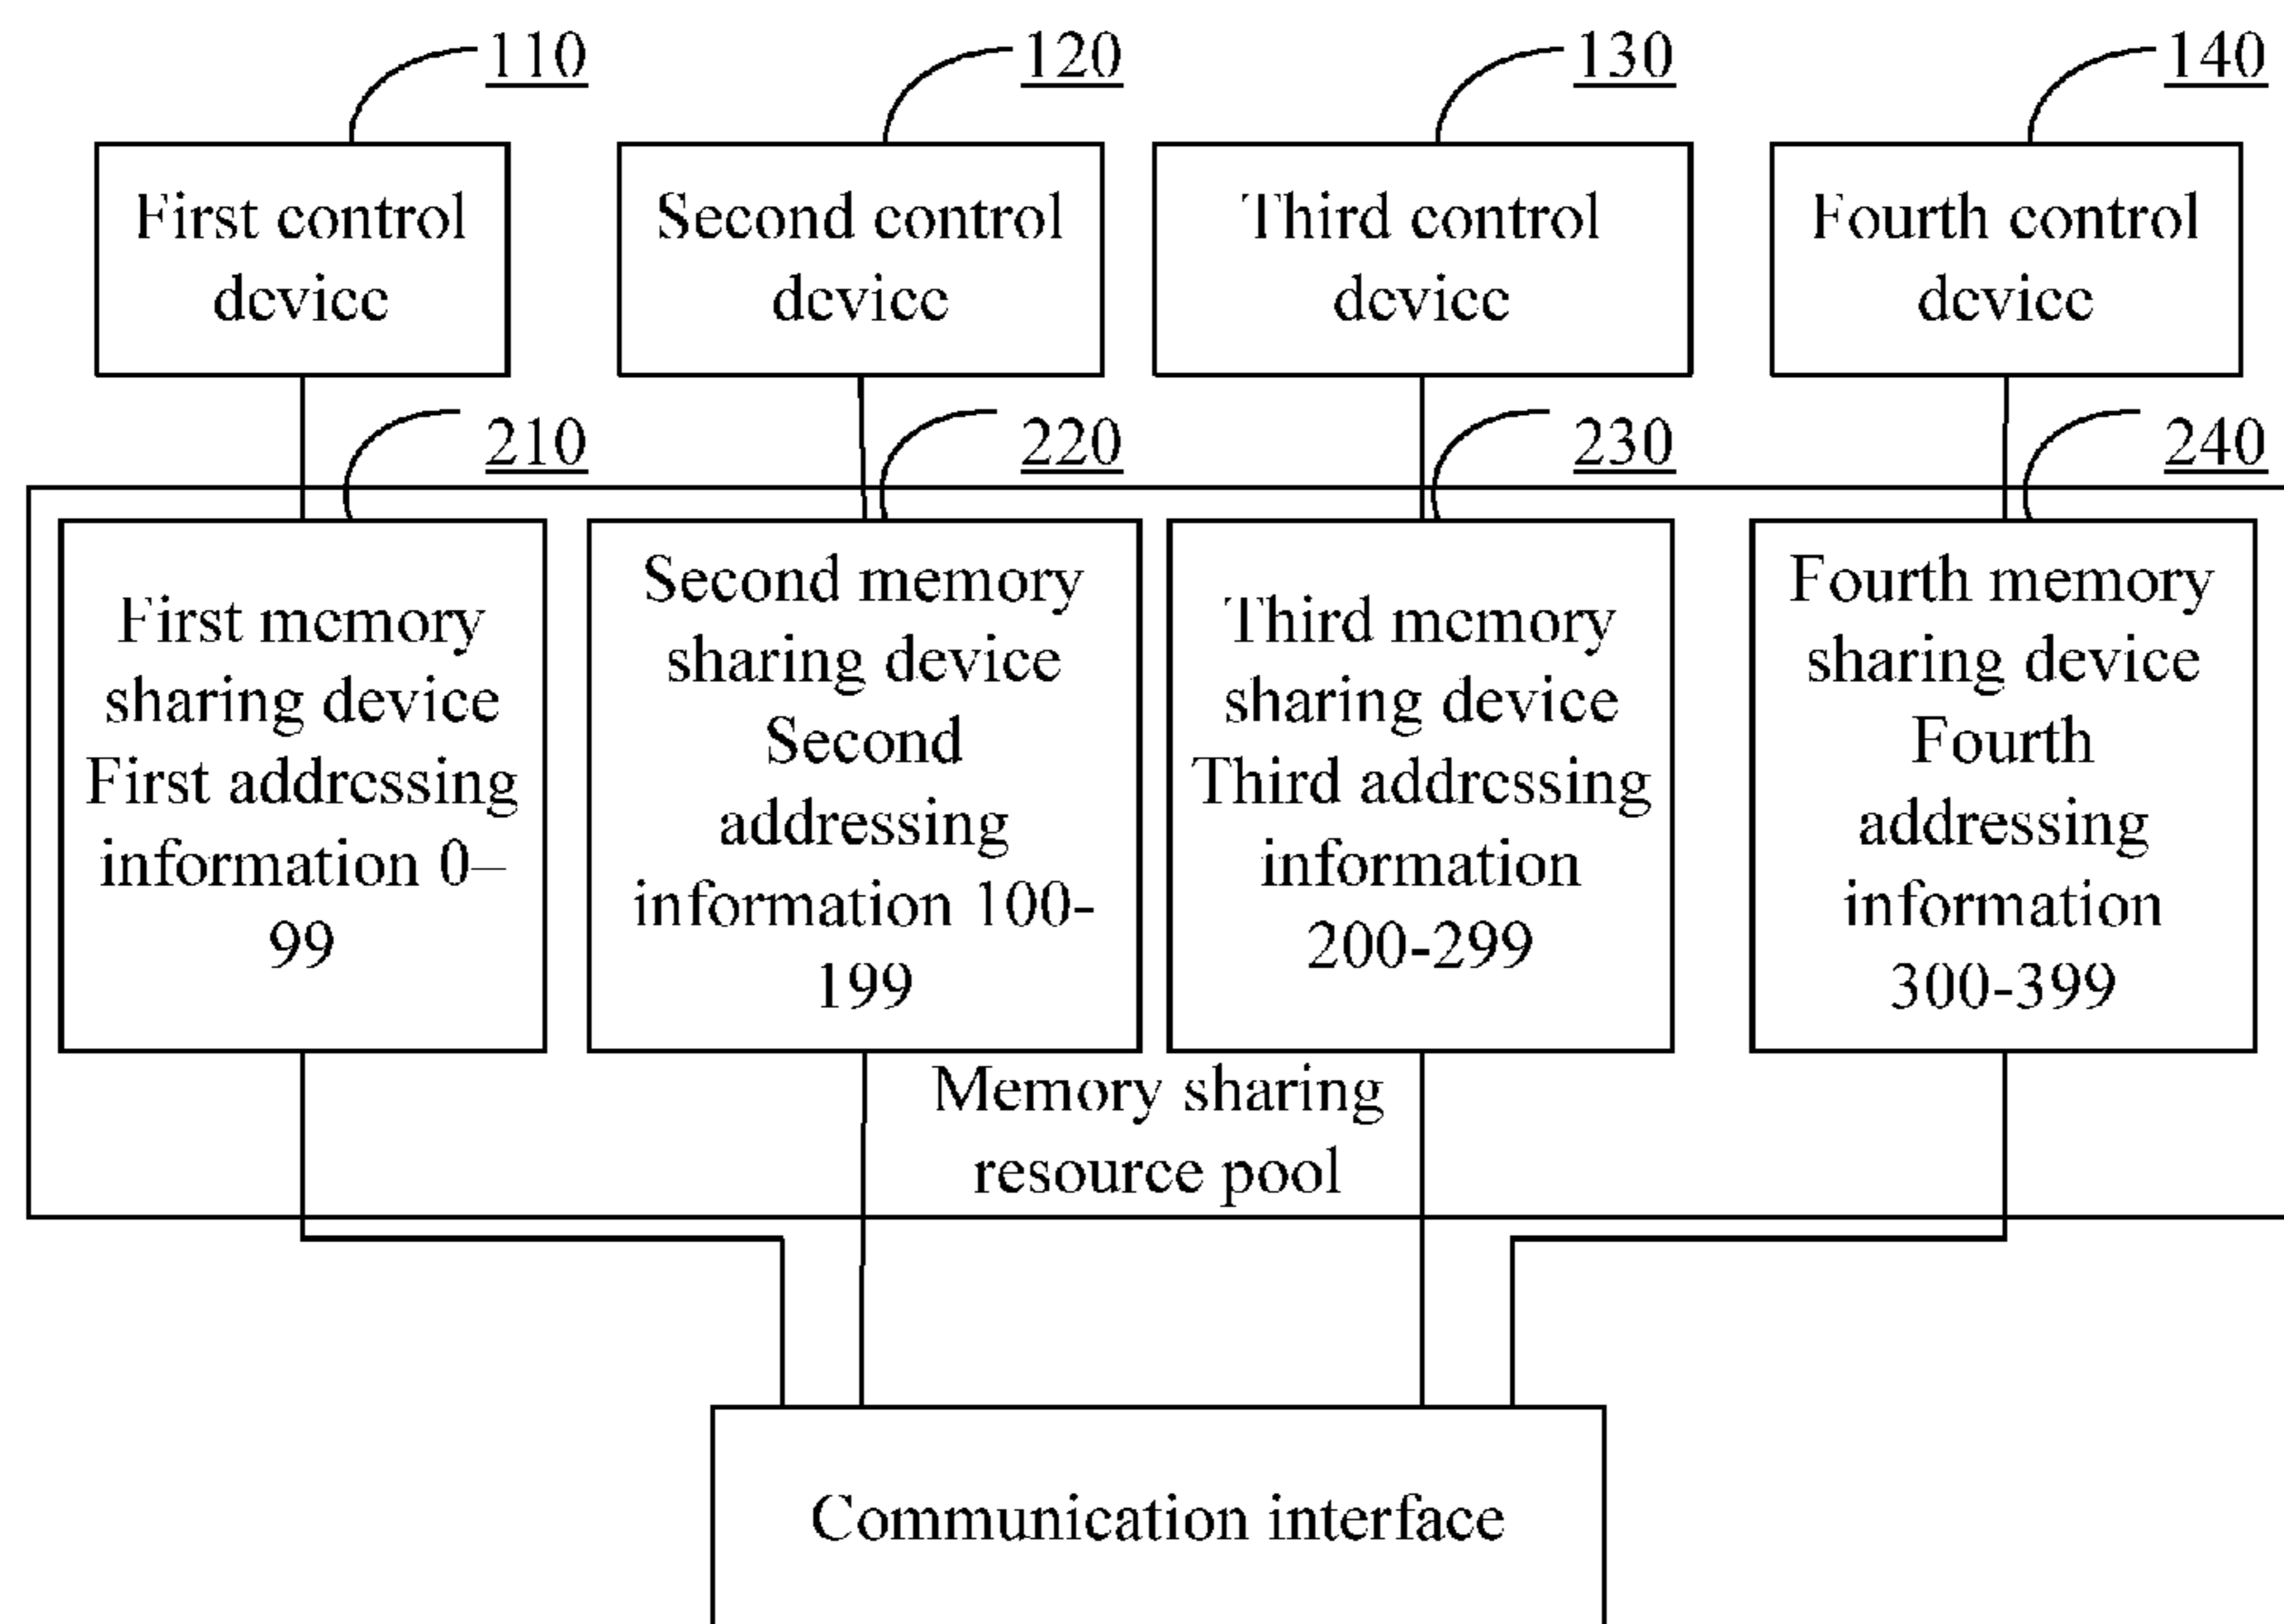 110
120
130
140
First control
device
Second control
device
Third control
device
Fourth control
device
210
220
230
240
First memory
sharing device
First addressing
information 0–
99
Second memory
sharing device
Second
addressing
information 100-
199
Third memory
sharing device
Third addressing
information
200-299
Fourth memory
sharing device
Fourth
addressing
information
300-399
Memory sharing
resource pool
Communication interface